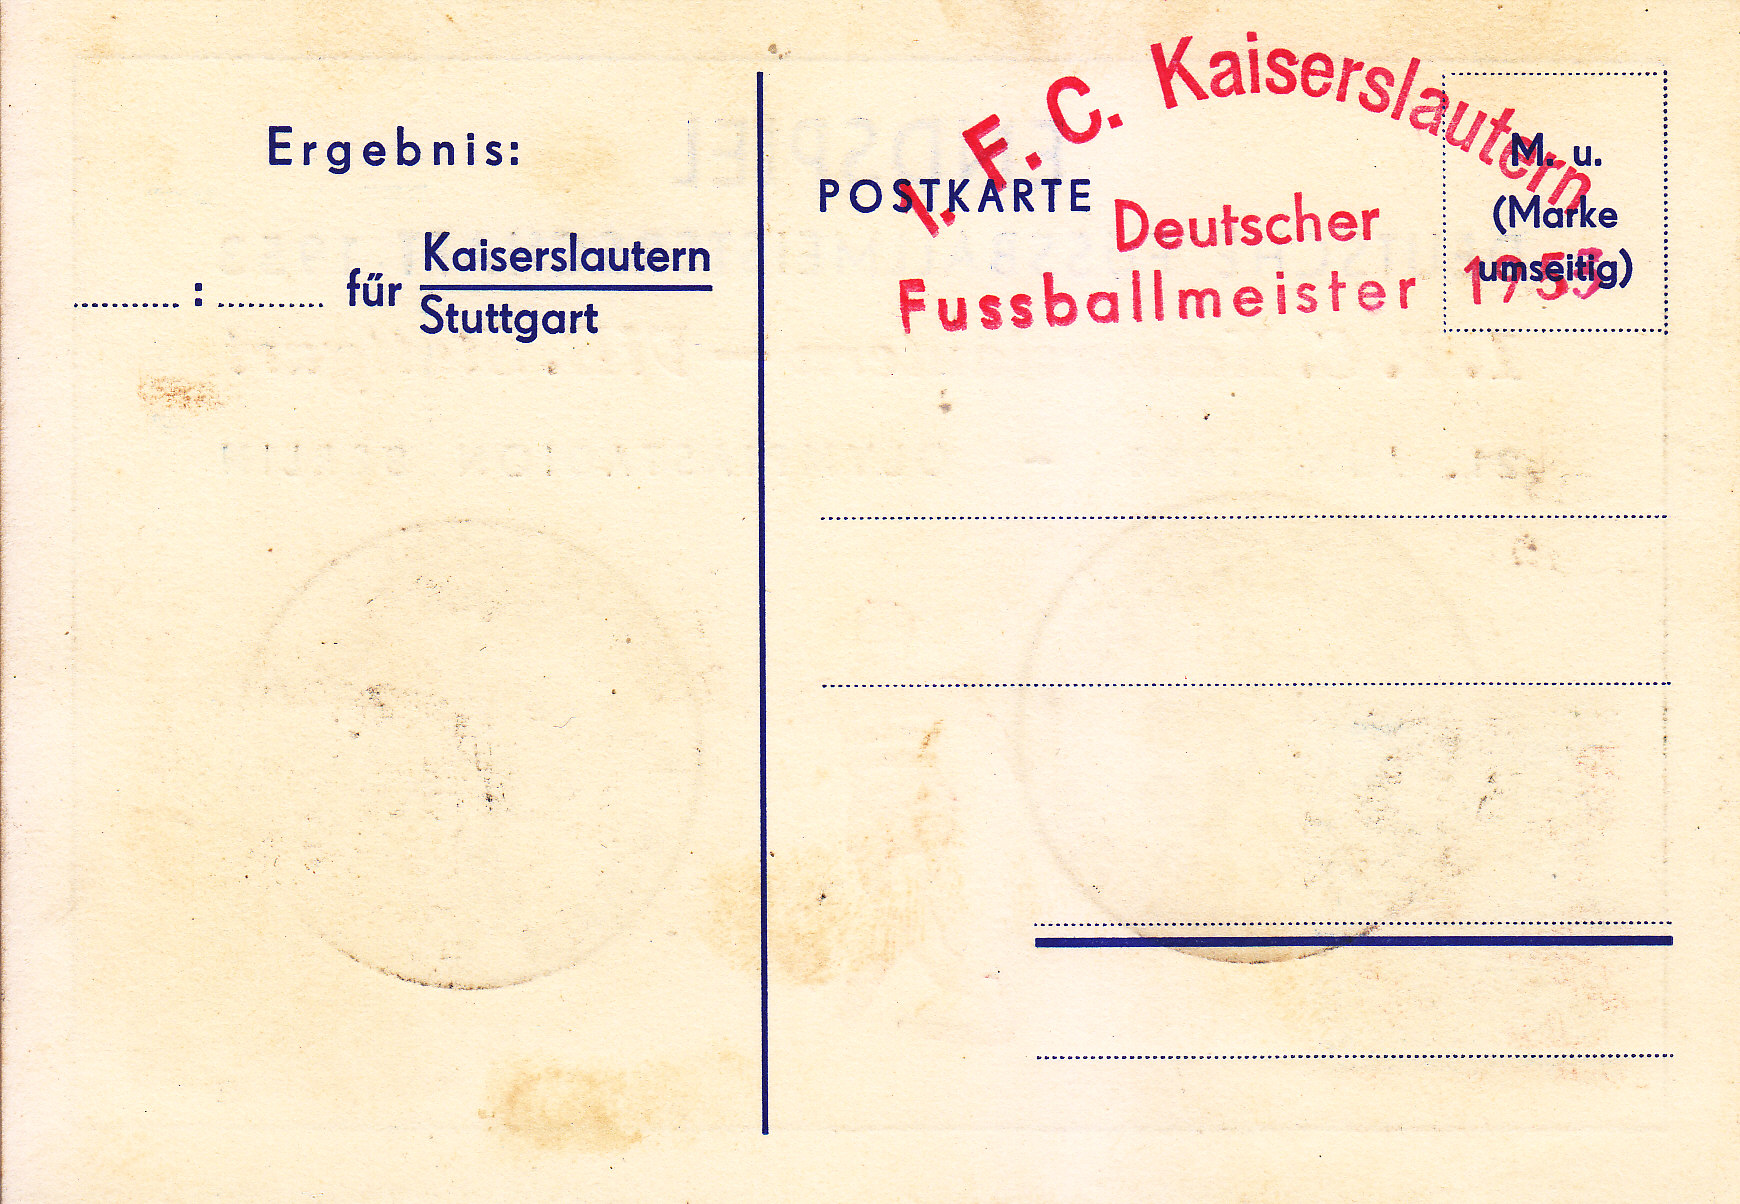 Ergebnis:
.......... : .......... für Kaiserslautern
Stuttgart
POSTKARTE
1. F. C. Kaiserslautern
Deutscher
Fussballmeister 1953
M. u.
(Marke
umseitig)